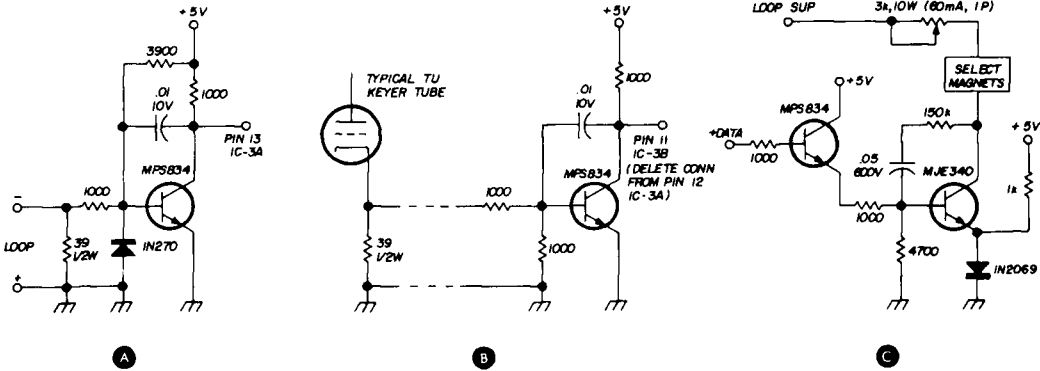 +5V
3900
1000
.01
10V
PIN 13
IC-3A
MPS834
1000
−
LOOP
39
1/2W
IN270
+
A
TYPICAL TU
KEYER TUBE
+5V
1000
.01
10V
PIN 11
IC-3B
(DELETE CONN
FROM PIN 12
IC-3A)
MPS834
1000
39
1/2W
1000
B
LOOP SUP
3k, 10W (60mA, 1P)
SELECT
MAGNETS
+5V
MPS834
+DATA
1000
150k
.05
600V
MJE340
+5V
1k
1000
4700
IN2069
C